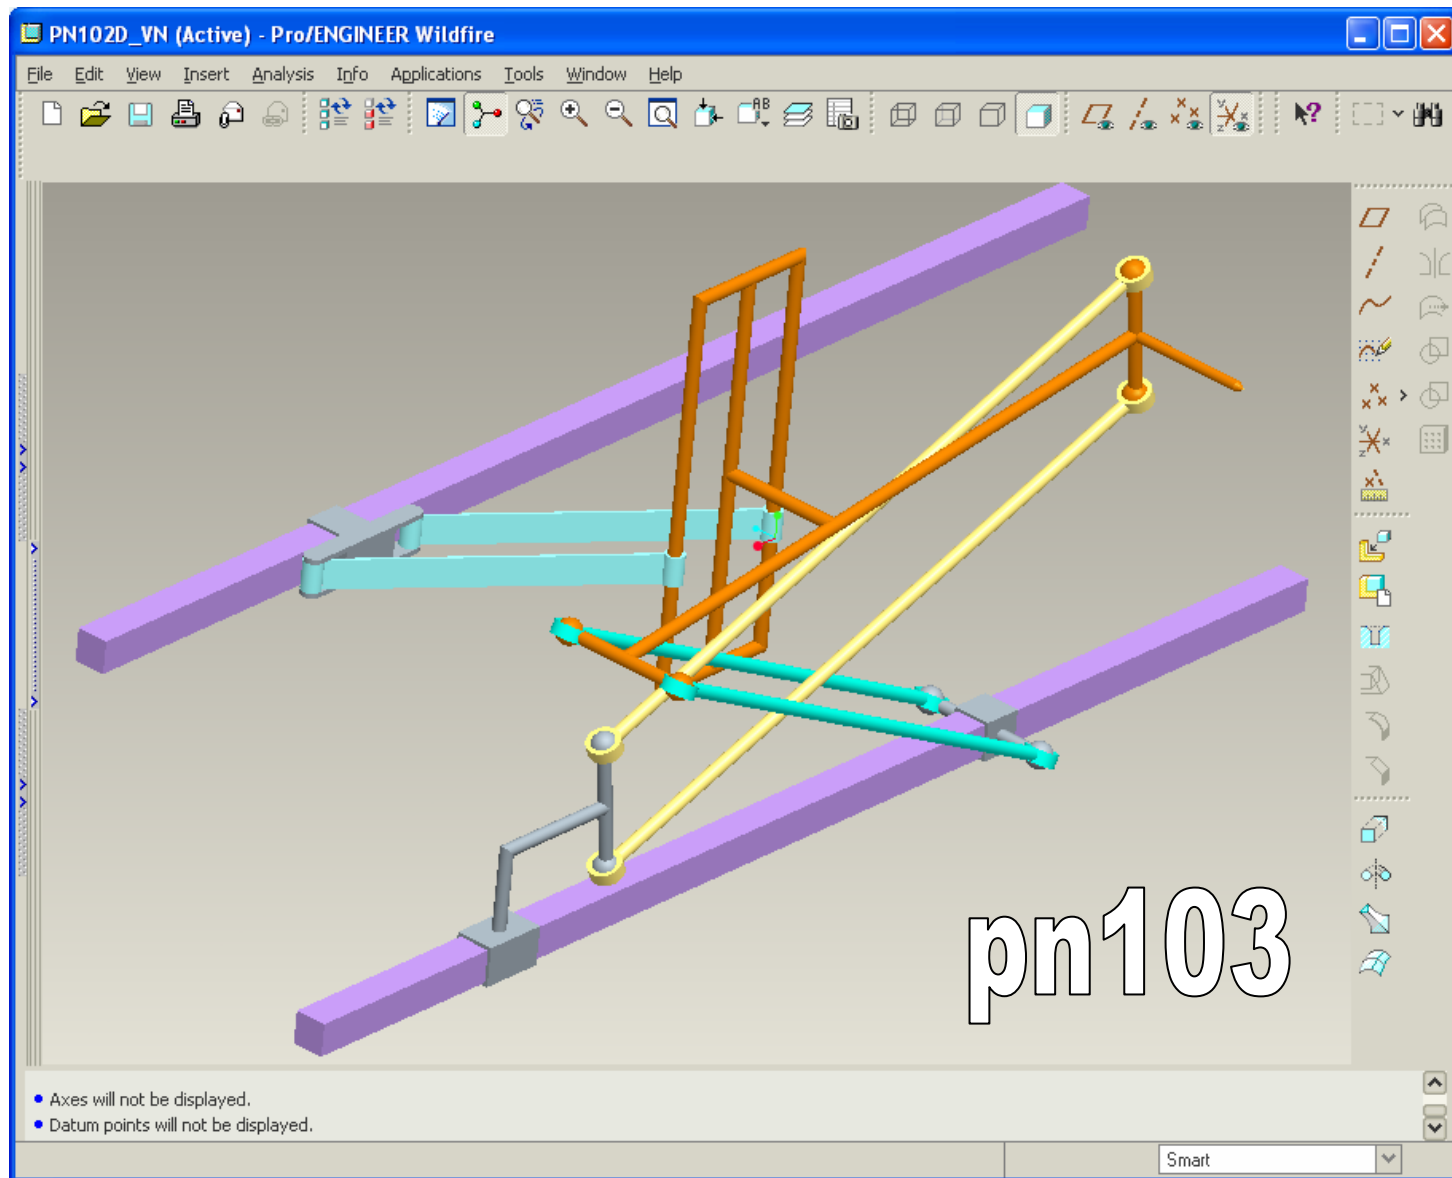 PN102D_VN (Active) - Pro/ENGINEER Wildfire
File Edit View Insert Analysis Info Applications Tools Window Help
AB
pn103
Axes will not be displayed.
Datum points will not be displayed.
Smart